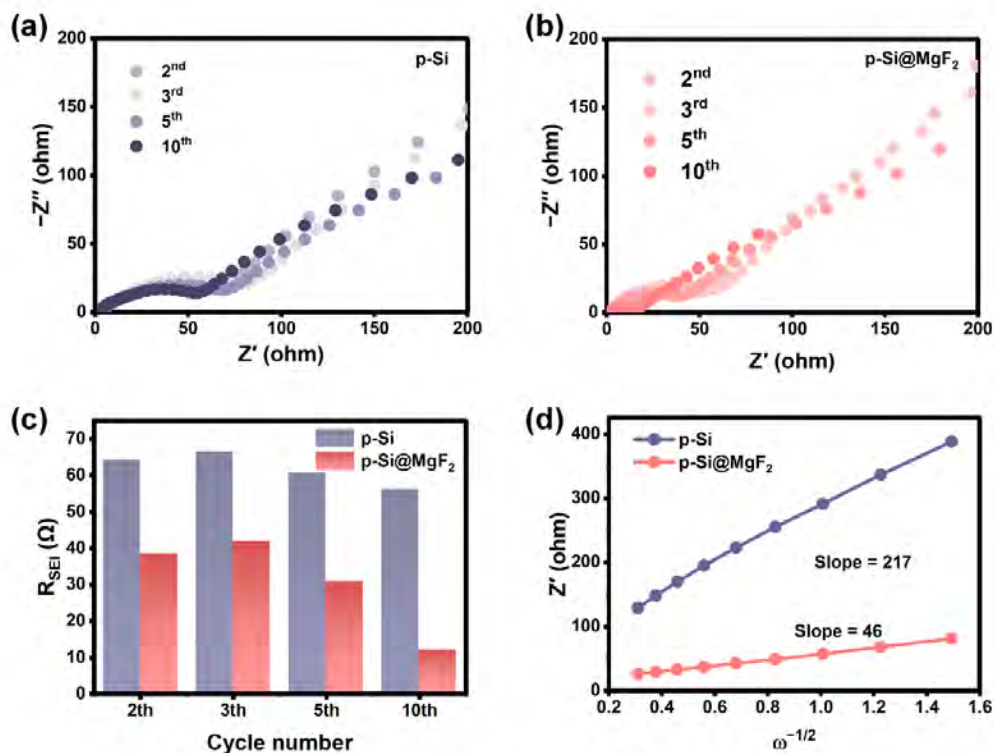 (a)
200
150
100
50
0
−Z″ (ohm)
0 50 100 150 200
Z′ (ohm)
p-Si
2nd
3rd
5th
10th
(b)
200
150
100
50
0
−Z″ (ohm)
0 50 100 150 200
Z′ (ohm)
p-Si@MgF2
2nd
3rd
5th
10th
(c)
70
60
50
40
30
20
10
0
RSEI (Ω)
p-Si
p-Si@MgF2
2th 3th 5th 10th
Cycle number
(d)
400
300
200
100
0
Z′ (ohm)
p-Si
p-Si@MgF2
Slope = 217
Slope = 46
0.2 0.4 0.6 0.8 1.0 1.2 1.4 1.6
ω−1/2